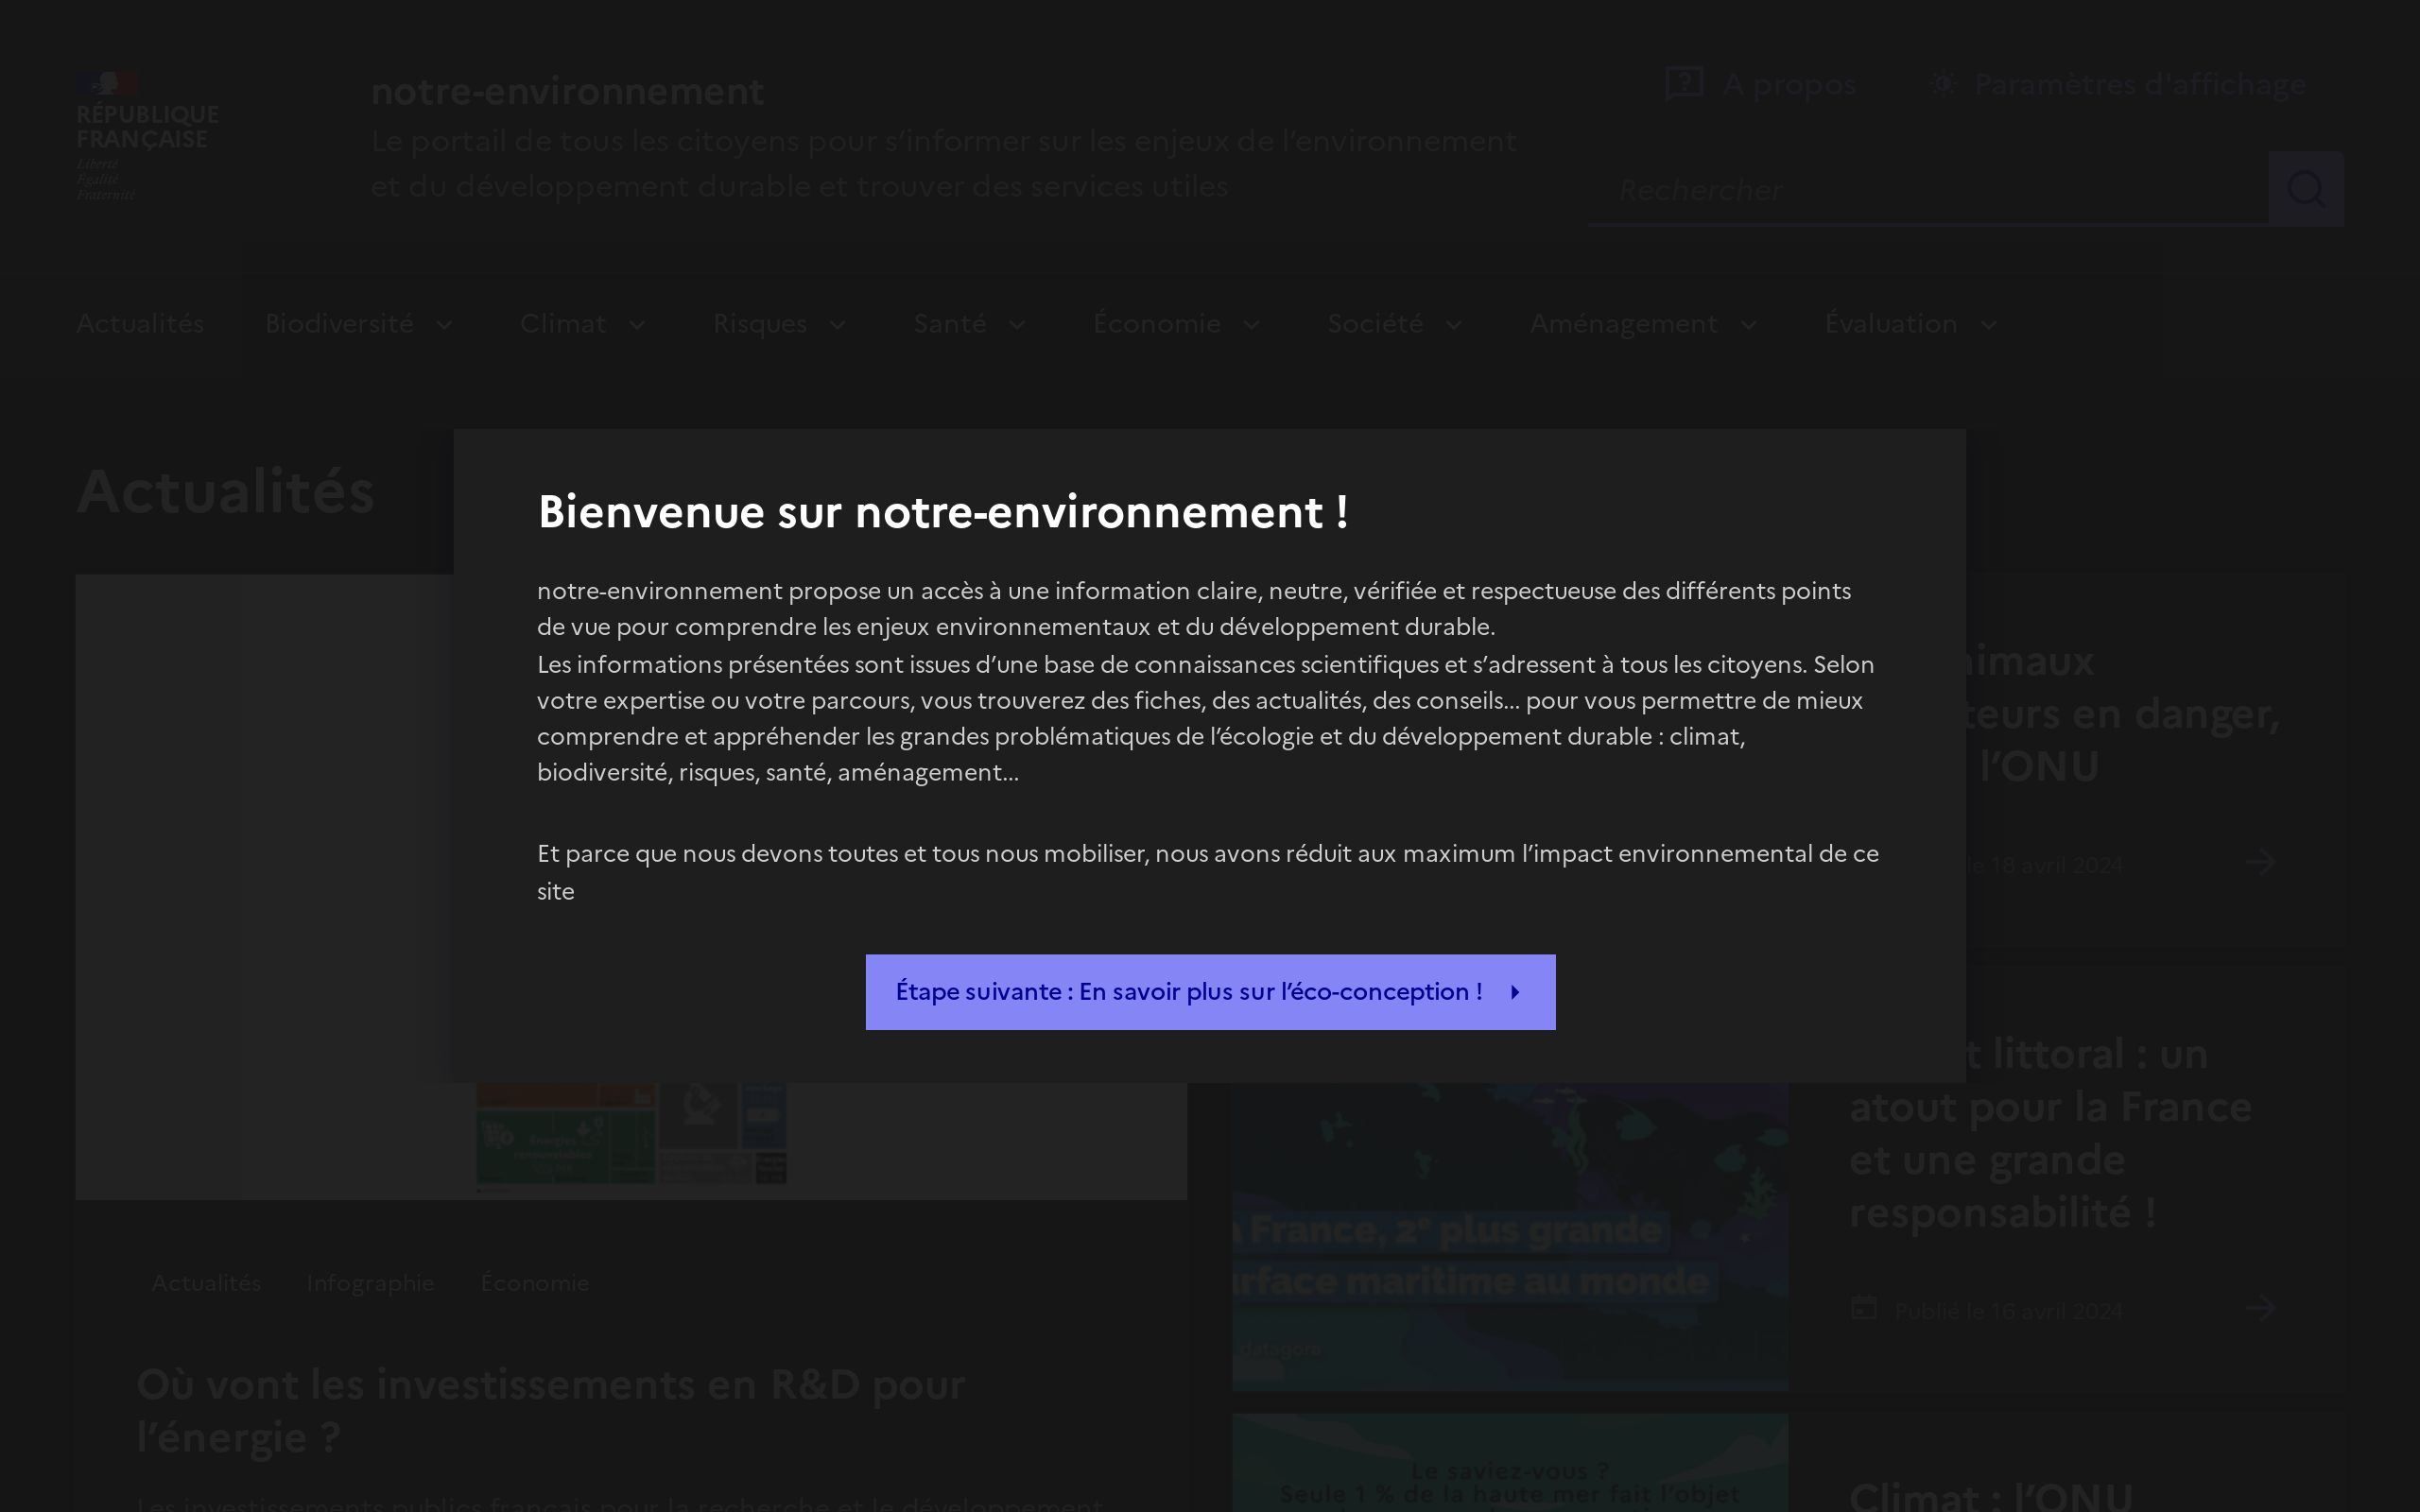 RÉPUBLIQUE
FRANÇAISE
Liberté
Égalité
Fraternité
notre-environnement
Le portail de tous les citoyens pour s’informer sur les enjeux de l’environnement
et du développement durable et trouver des services utiles
A propos
Paramètres d'affichage
Rechercher
Actualités
Biodiversité
Climat
Risques
Santé
Économie
Société
Aménagement
Évaluation
Actualités
Bienvenue sur notre-environnement !
notre-environnement propose un accès à une information claire, neutre, vérifiée et respectueuse des différents points
de vue pour comprendre les enjeux environnementaux et du développement durable.
Les informations présentées sont issues d’une base de connaissances scientifiques et s’adressent à tous les citoyens. Selon
votre expertise ou votre parcours, vous trouverez des fiches, des actualités, des conseils... pour vous permettre de mieux
comprendre et appréhender les grandes problématiques de l’écologie et du développement durable : climat,
biodiversité, risques, santé, aménagement...
Et parce que nous devons toutes et tous nous mobiliser, nous avons réduit aux maximum l’impact environnemental de ce
site
Étape suivante : En savoir plus sur l’éco-conception !
Énergies
renouvelables
Actualités
Infographie
Économie
Où vont les investissements en R&D pour
l’énergie ?
Les investissements publics français pour la recherche et le développement
en danger,
l’ONU
le 18 avril 2024
France, 2e plus grande
maritime au monde
datagora
littoral : un
atout pour la France
et une grande
responsabilité !
Publié le 16 avril 2024
Le saviez-vous ?
Seule 1 % de la haute mer fait l’objet
Climat : l’ONU